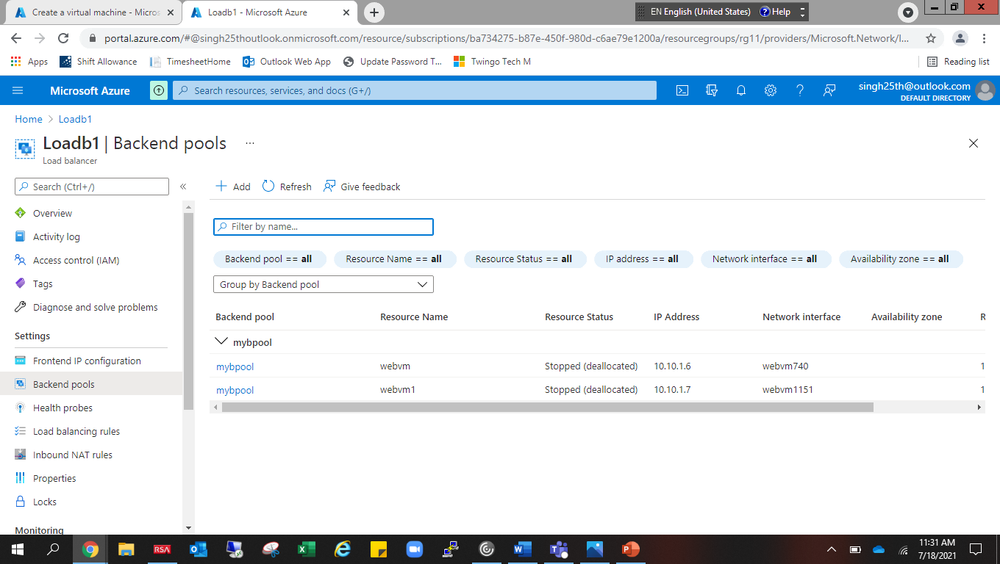 Create a virtual machine - Micros
Loadb1 - Microsoft Azure
EN English (United States) Help
portal.azure.com/#@singh25thoutlook.onmicrosoft.com/resource/subscriptions/ba734275-b87e-450f-980d-c6ae79e1200a/resourcegroups/rg11/providers/Microsoft.Network/l...
Apps Shift Allowance TimesheetHome Outlook Web App Update Password T... Twingo Tech M Reading list
Microsoft Azure
Search resources, services, and docs (G+/)
singh25th@outlook.com
DEFAULT DIRECTORY
Home > Loadb1
Loadb1 | Backend pools ...
Load balancer
Search (Ctrl+/)
«
Overview
Activity log
Access control (IAM)
Tags
Diagnose and solve problems
Settings
Frontend IP configuration
Backend pools
Health probes
Load balancing rules
Inbound NAT rules
Properties
Locks
Monitoring
+ Add Refresh Give feedback
Filter by name...
Backend pool == all Resource Name == all Resource Status == all IP address == all Network interface == all Availability zone == all
Group by Backend pool
Backend pool Resource Name Resource Status IP Address Network interface Availability zone R
mybpool
mybpool webvm Stopped (deallocated) 10.10.1.6 webvm740 1
mybpool webvm1 Stopped (deallocated) 10.10.1.7 webvm1151 1
RSA
11:31 AM
7/18/2021